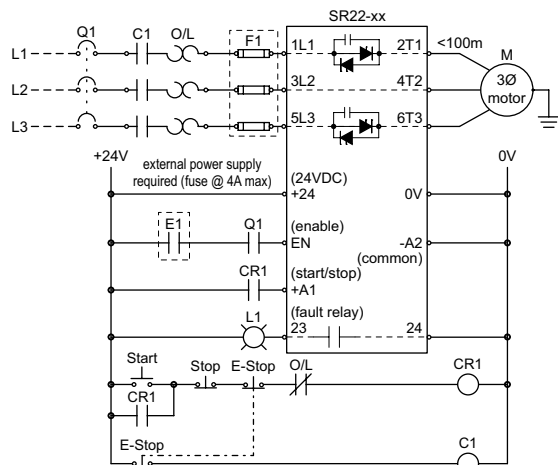 SR22-xx
Q1 C1 O/L F1
L1 1L1 2T1 <100m M
L2 3L2 4T2 3Ø motor
L3 5L3 6T3
+24V 0V
external power supply
required (fuse @ 4A max)
(24VDC)
+24 0V
E1 Q1 (enable)
EN -A2
(common)
CR1 (start/stop)
+A1
L1 (fault relay)
23 24
Start Stop E-Stop O/L CR1
CR1
E-Stop C1